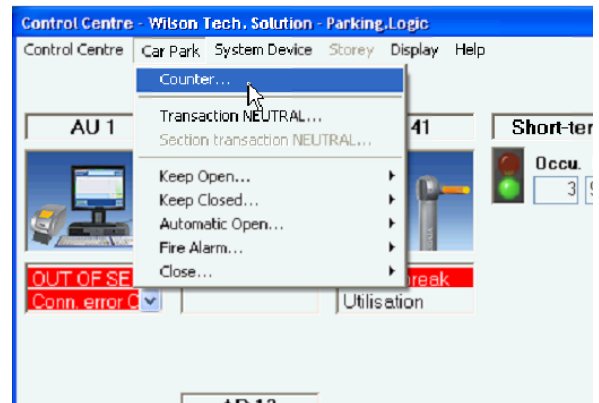 Control Centre - Wilson Tech. Solution - Parking.Logic
Control Centre Car Park System Device Storey Display Help
Counter...
Transaction NEUTRAL...
Section transaction NEUTRAL...
Keep Open...
Keep Closed...
Automatic Open...
Fire Alarm...
Close...
AU 1
OUT OF SE
Conn. error
41
reak
Utilisation
Short-ter
Occu.
3 9